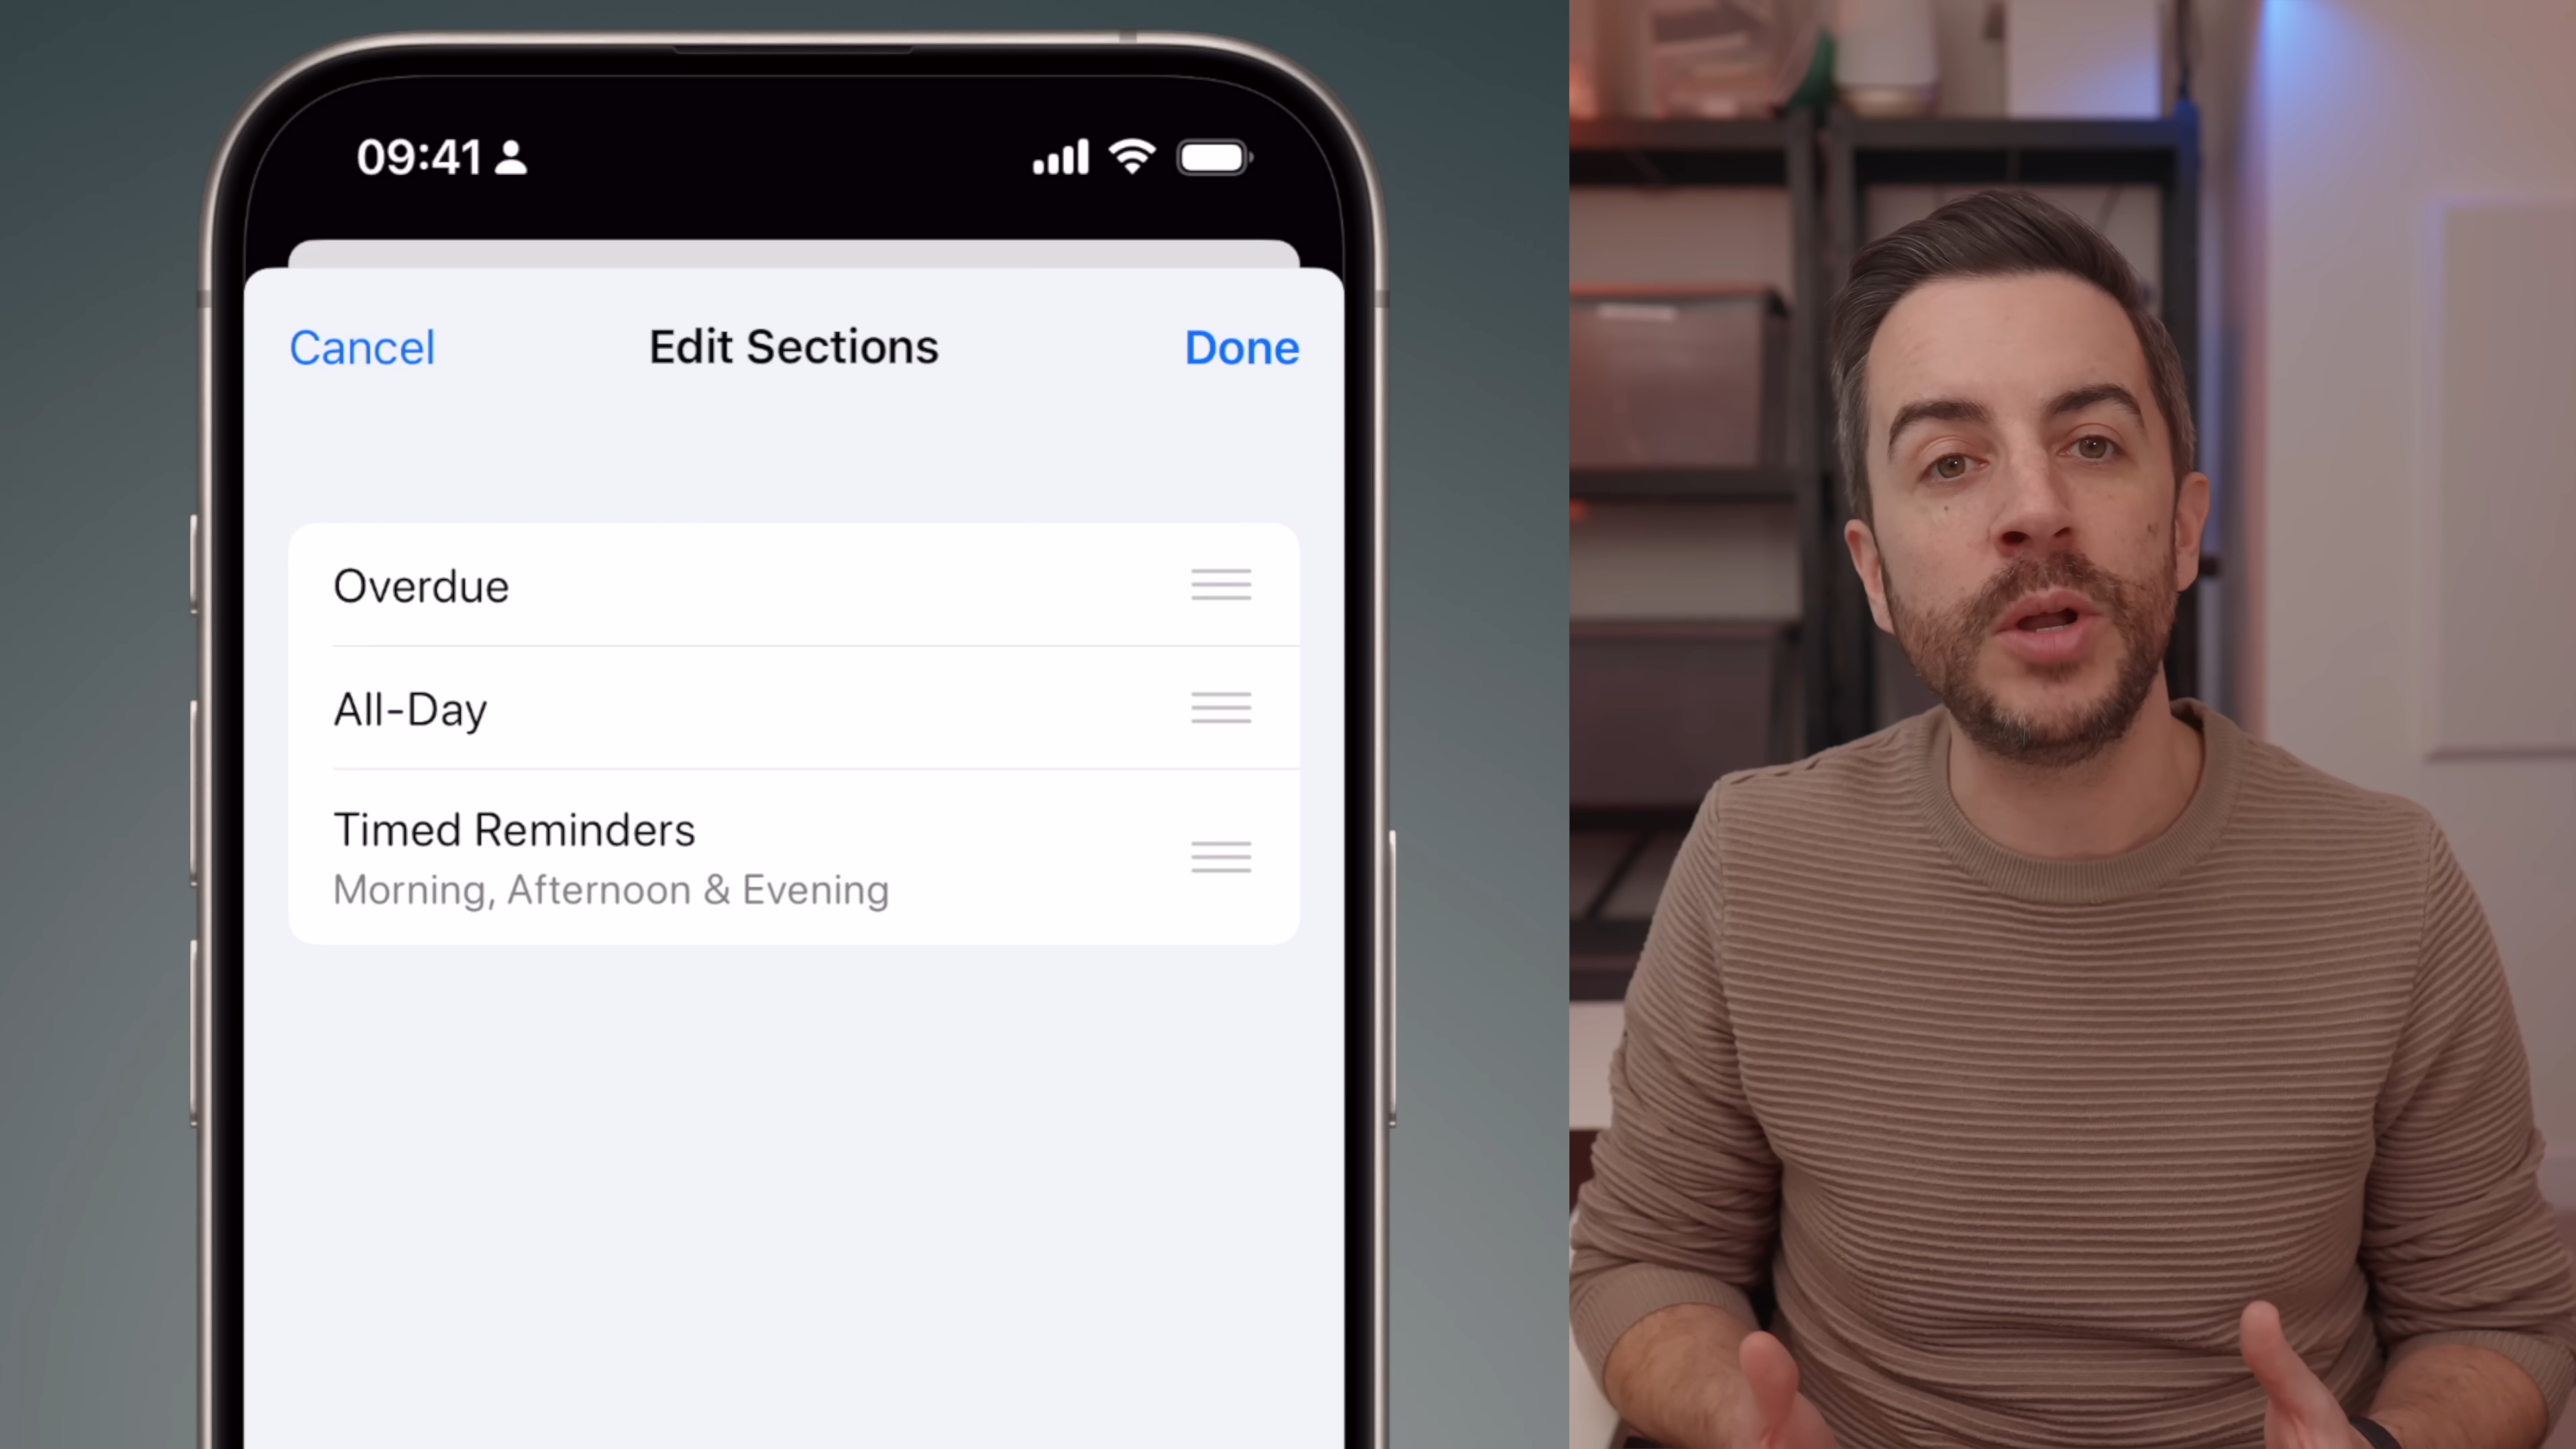 09:41
Cancel
Edit Sections
Done
Overdue
All-Day
Timed Reminders
Morning, Afternoon & Evening